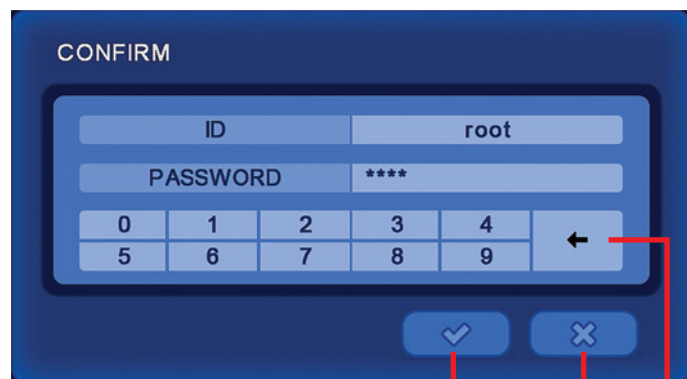 CONFIRM
ID root
PASSWORD ****
0 1 2 3 4
5 6 7 8 9